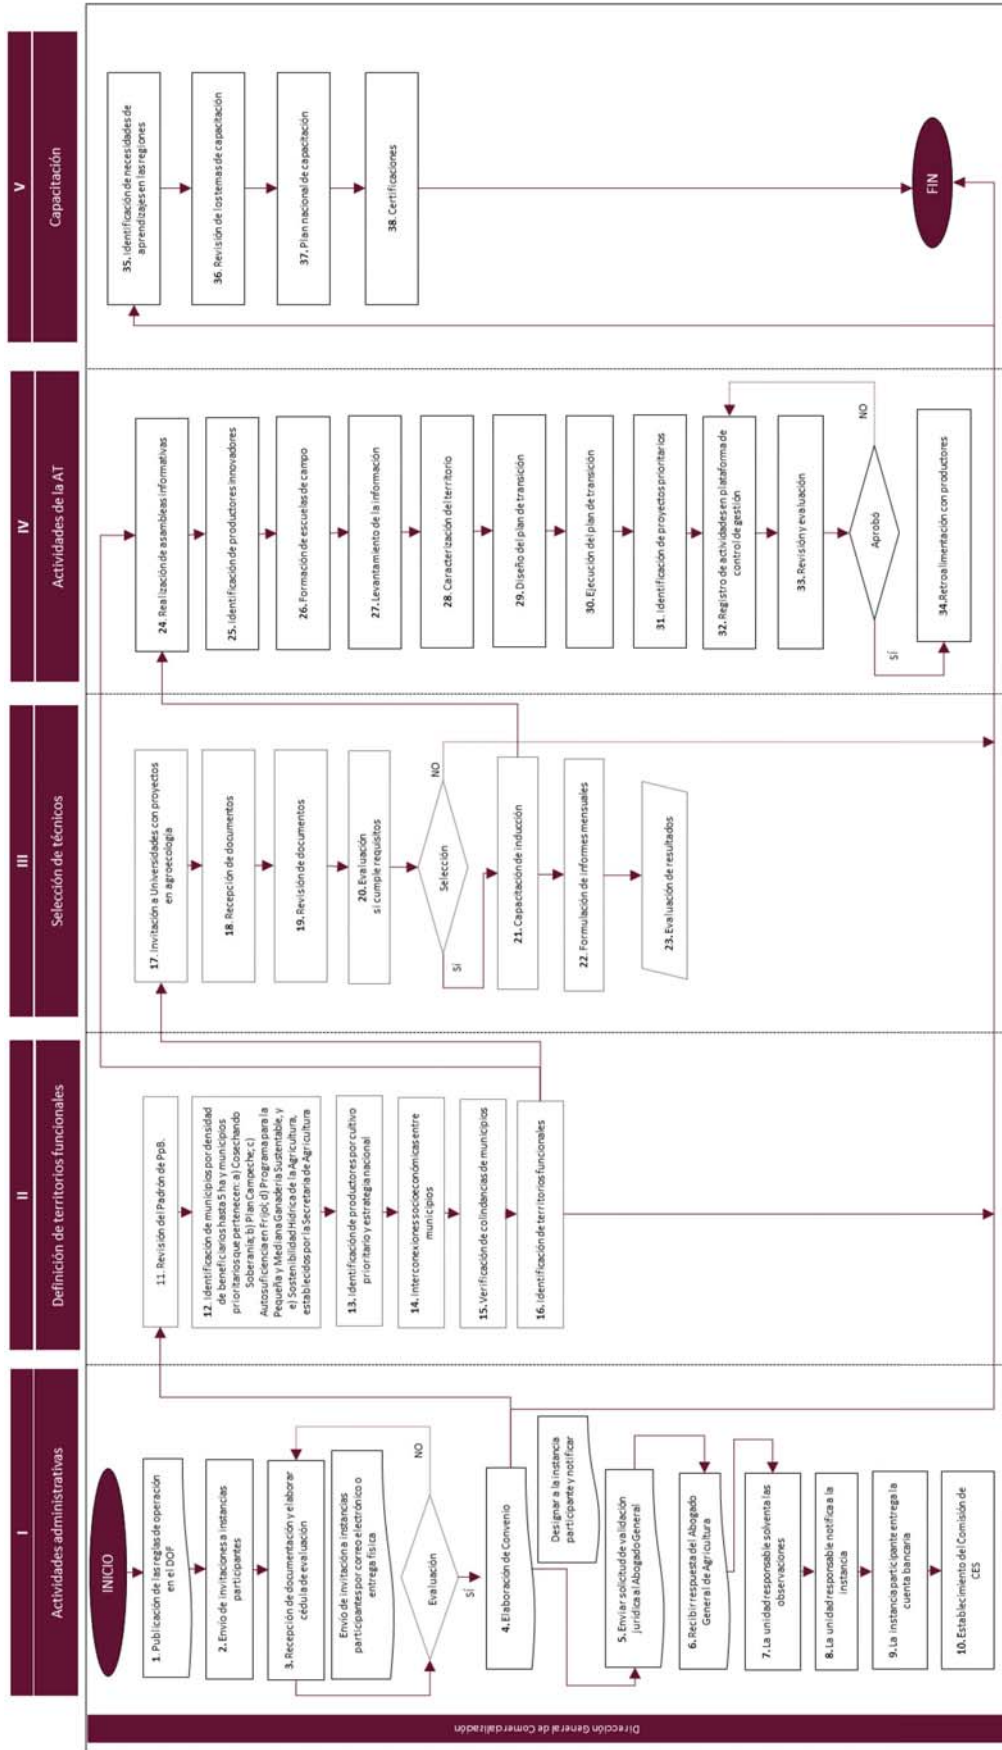 Dirección General de Comercialización
I
Actividades administrativas
INICIO
1. Publicación de las reglas de operación
en el DOF
2. Envío de invitaciones a instancias
participantes
3. Recepción de documentación y elaborar
cédula de evaluación
Envío de invitación a instancias
participantes por correo electrónico o
entrega física
Evaluación
NO
SÍ
4. Elaboración de Convenio
Designar a la instancia
participante y notificar
5. Enviar solicitud de validación
jurídica al Abogado General
6. Recibir respuesta del Abogado
General de Agricultura
7. La unidad responsable solventa las
observaciones
8. La unidad responsable notifica a la
instancia
9. La instancia participante entrega la
cuenta bancaria
10. Establecimiento del Comisión de
CES
II
Definición de territorios funcionales
11. Revisión del Padrón de PpB.
12. Identificación de municipios por densidad
de beneficiarios hasta 5 ha y municipios
prioritarios que pertenecen: a) Cosechando
Soberanía; b) Plan Campeche; c)
Autosuficiencia en Frijol; d) Programa para la
Pequeña y Mediana Ganadería Sustentable, y
e) Sostenibilidad Hídrica de la Agricultura,
establecidos por la Secretaría de Agricultura
13. Identificación de productores por cultivo
prioritario y estrategia nacional
14. Interconexiones socioeconómicas entre
municipios
15. Verificación de colindancias de municipios
16. Identificación de territorios funcionales
III
Selección de técnicos
17. Invitación a Universidades con proyectos
en agroecología
18. Recepción de documentos
19. Revisión de documentos
20. Evaluación
si cumple requisitos
Selección
NO
SÍ
21. Capacitación de inducción
22. Formulación de informes mensuales
23. Evaluación de resultados
IV
Actividades de la AT
24. Realización de asambleas informativas
25. Identificación de productores innovadores
26. Formación de escuelas de campo
27. Levantamiento de la información
28. Caracterización del territorio
29. Diseño del plan de transición
30. Ejecución del plan de transición
31. Identificación de proyectos prioritarios
32. Registro de actividades en plataforma de
control de gestión
33. Revisión y evaluación
Aprobó
NO
SÍ
34. Retroalimentación con productores
V
Capacitación
35. Identificación de necesidades de
aprendizajes en las regiones
36. Revisión de los temas de capacitación
37. Plan nacional de capacitación
38. Certificaciones
FIN